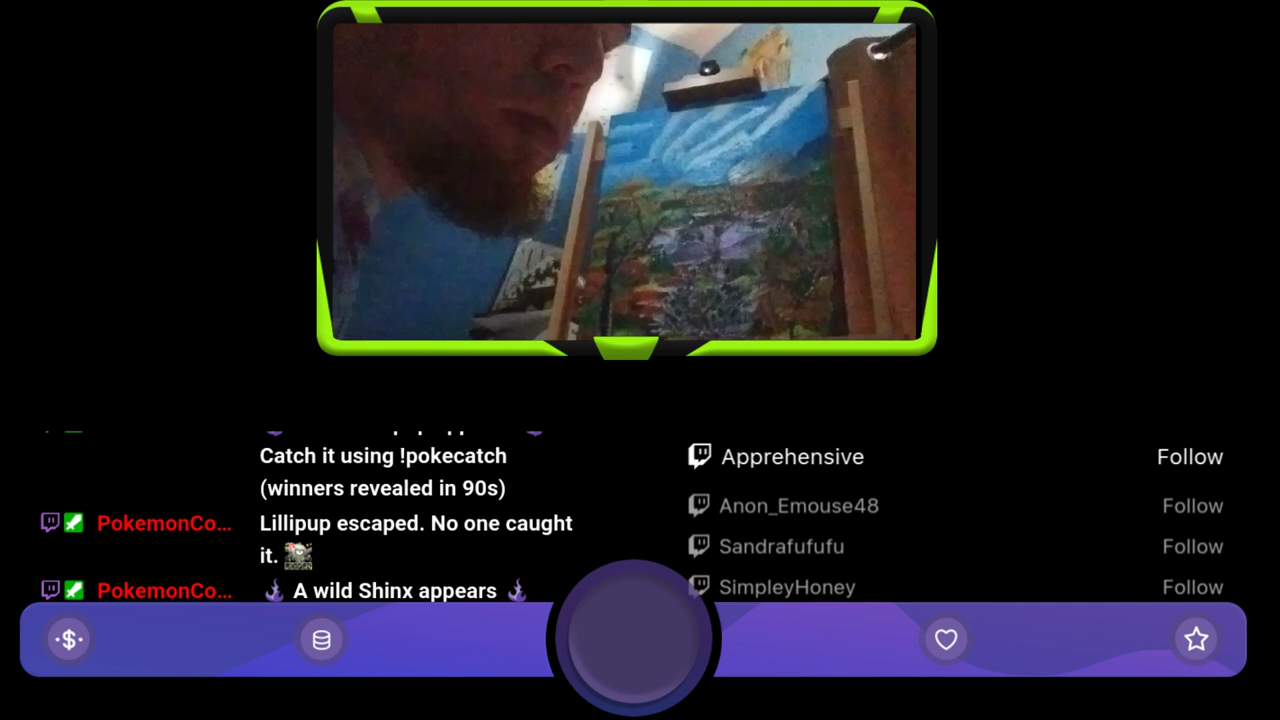 Catch it using !pokecatch
(winners revealed in 90s)
PokemonCo... Lillipup escaped. No one caught
it.
PokemonCo... A wild Shinx appears
Apprehensive Follow
Anon_Emouse48 Follow
Sandrafufufu Follow
SimpleyHoney Follow
$